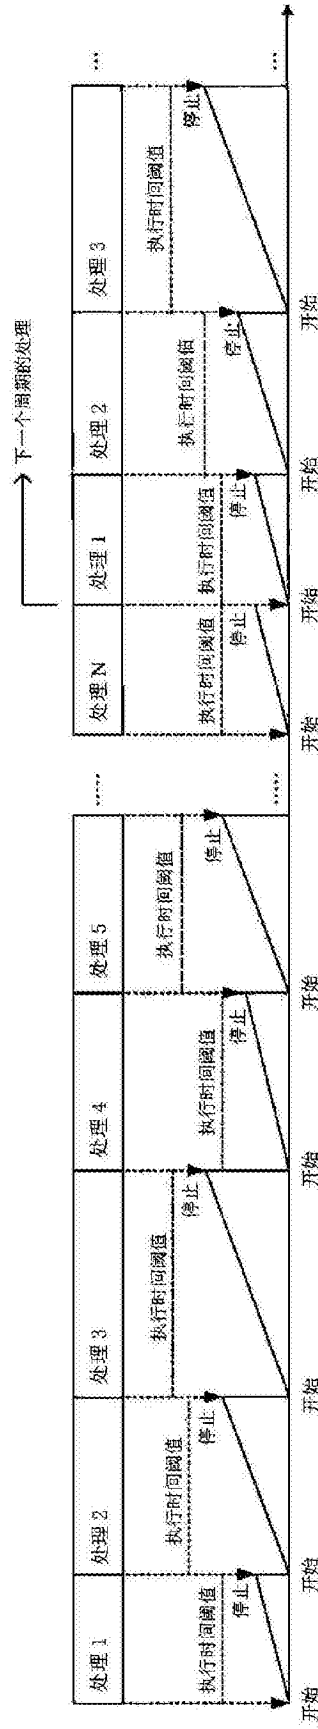 下一个周期的处理
处理1 处理2 处理3 处理4 处理5 ..... 处理N 处理1 处理2 处理3 ...
执行时间阈值 执行时间阈值 执行时间阈值 执行时间阈值 执行时间阈值 执行时间阈值 执行时间阈值 执行时间阈值 执行时间阈值
停止 停止 停止 停止 停止 ..... 停止 停止 停止 停止 ...
开始 开始 开始 开始 开始 开始 开始 开始 开始